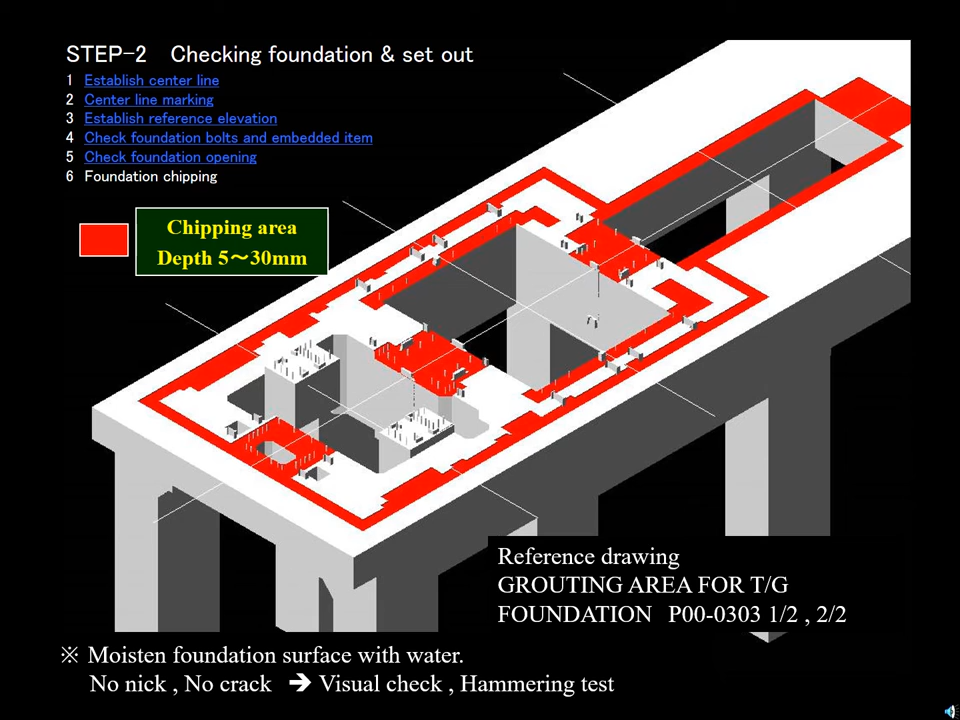 STEP-2 Checking foundation & set out
1 Establish center line
2 Center line marking
3 Establish reference elevation
4 Check foundation bolts and embedded item
5 Check foundation opening
6 Foundation chipping
Chipping area
Depth 5～30mm
Reference drawing
GROUTING AREA FOR T/G
FOUNDATION P00-0303 1/2 , 2/2
※ Moisten foundation surface with water.
No nick , No crack ➔ Visual check , Hammering test